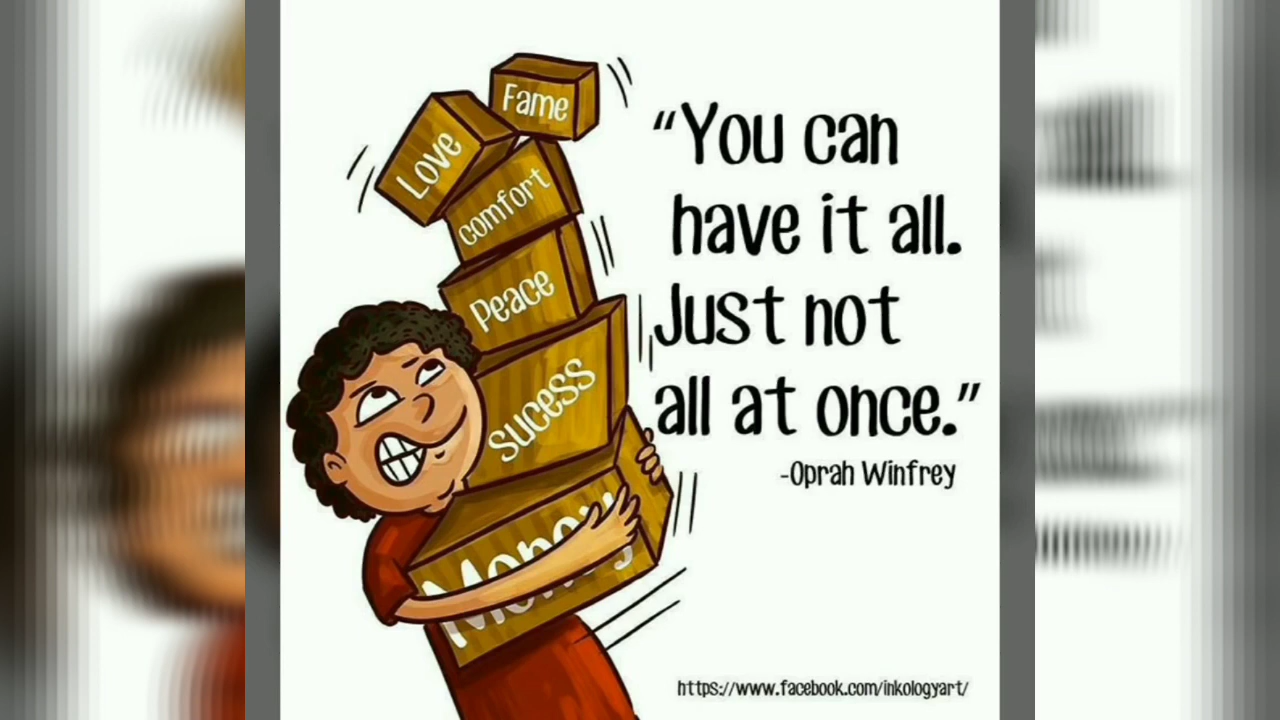 Fame
Love
comfort
Peace
sucess
Money
“You can
have it all.
Just not
all at once.”
-Oprah Winfrey
https://www.facebook.com/inkologyart/